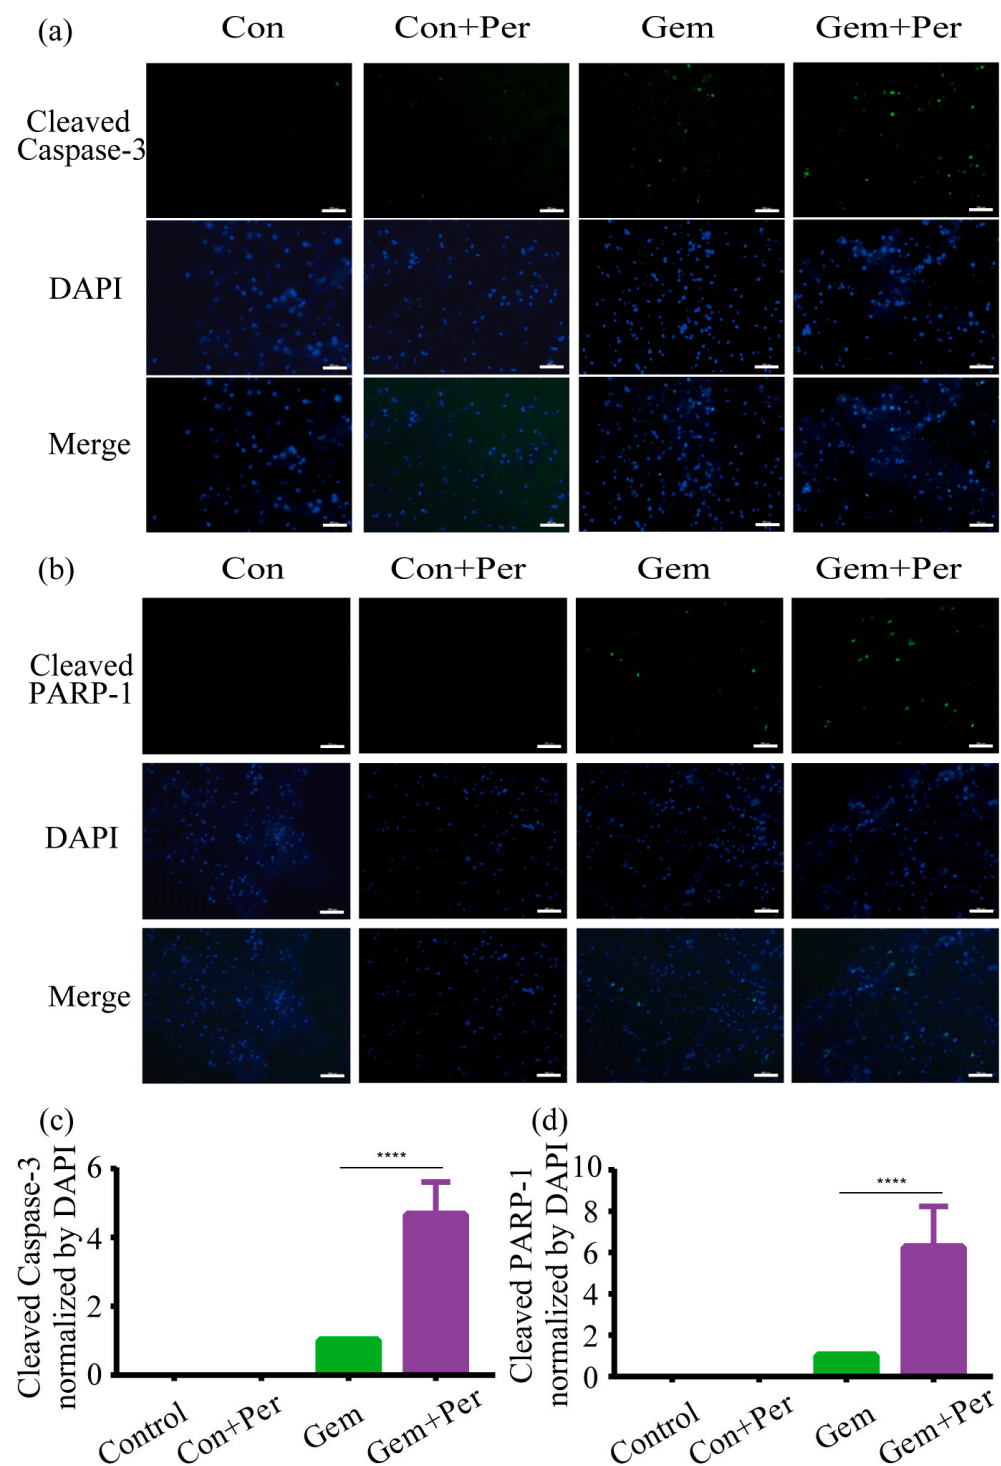 (a)
Con Con+Per Gem Gem+Per
Cleaved
Caspase-3
DAPI
Merge
(b)
Con Con+Per Gem Gem+Per
Cleaved
PARP-1
DAPI
Merge
(c)
Cleaved Caspase-3
normalized by DAPI
6
4
2
0
****
Control Con+Per Gem Gem+Per
(d)
Cleaved PARP-1
normalized by DAPI
10
8
6
4
2
0
****
Control Con+Per Gem Gem+Per